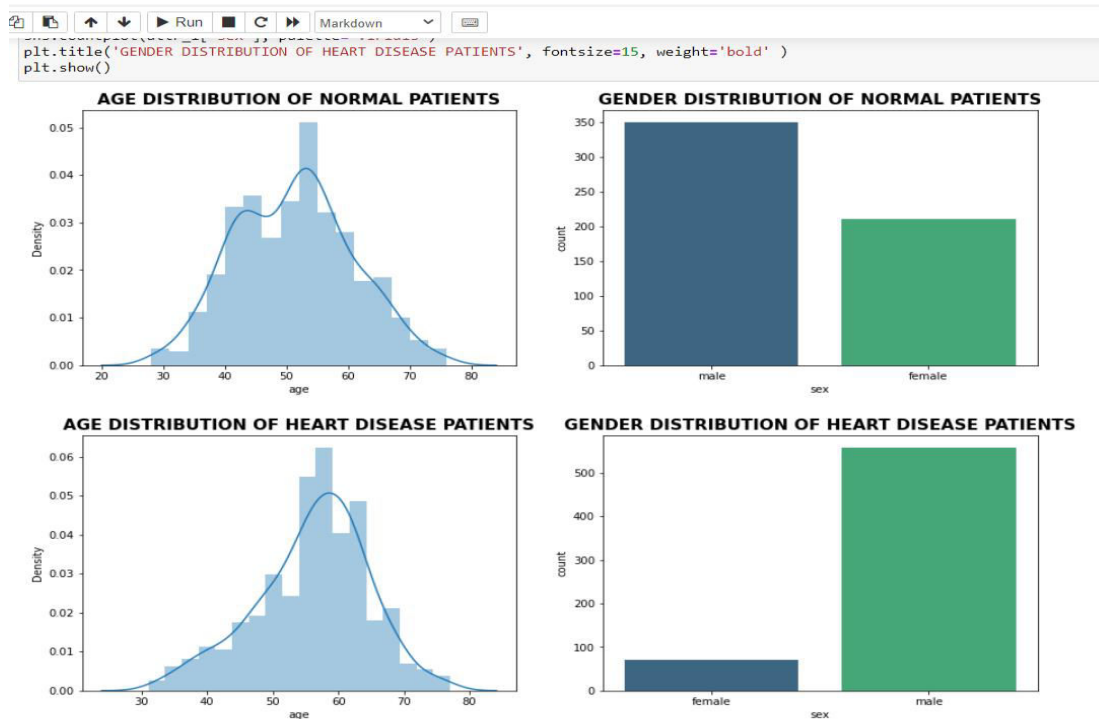 Run Markdown
plt.title('GENDER DISTRIBUTION OF HEART DISEASE PATIENTS', fontsize=15, weight='bold' )
plt.show()
AGE DISTRIBUTION OF NORMAL PATIENTS
0.05
0.04
0.03
0.02
0.01
0.00
Density
20 30 40 50 60 70 80
age
GENDER DISTRIBUTION OF NORMAL PATIENTS
350
300
250
200
150
100
50
0
count
male female
sex
AGE DISTRIBUTION OF HEART DISEASE PATIENTS
0.06
0.05
0.04
0.03
0.02
0.01
0.00
Density
30 40 50 60 70 80
age
GENDER DISTRIBUTION OF HEART DISEASE PATIENTS
500
400
300
200
100
0
count
female male
sex